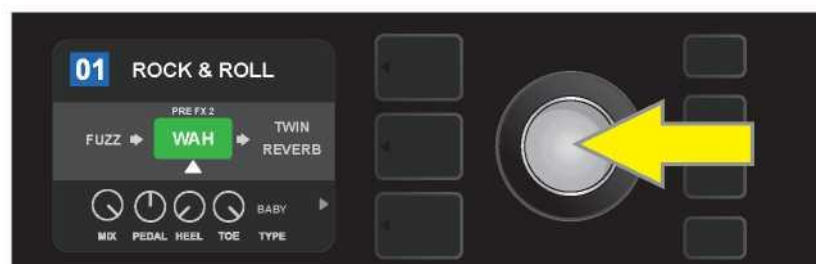 01 ROCK & ROLL
PRE FX 2
FUZZ WAH TWIN
REVERB
BABY
MIX PEDAL HEEL TOE TYPE